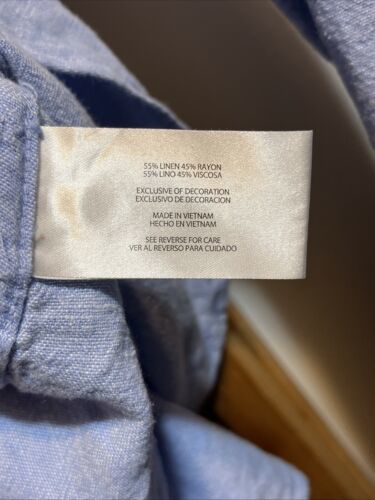 55% LINEN 45% RAYON
55% LINO 45% VISCOSA
EXCLUSIVE OF DECORATION
EXCLUSIVO DE DECORACION
MADE IN VIETNAM
HECHO EN VIETNAM
SEE REVERSE FOR CARE
VER AL REVERSO PARA CUIDADO